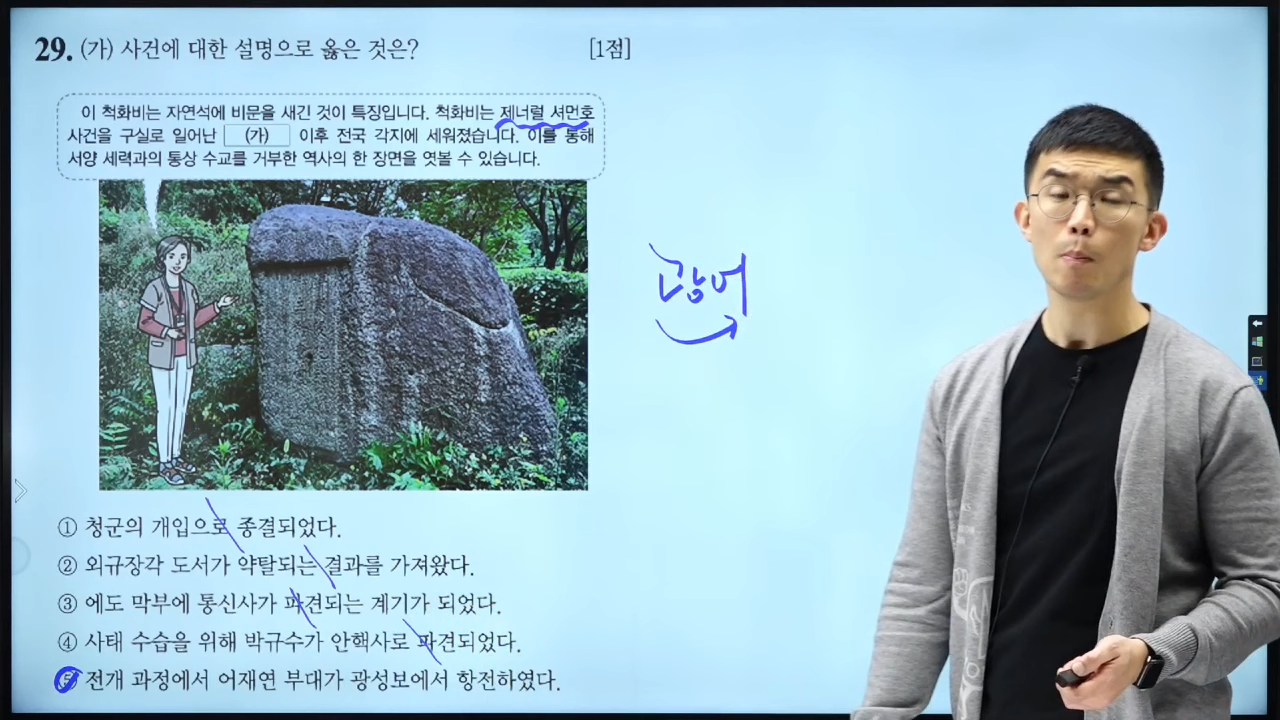 29. (가) 사건에 대한 설명으로 옳은 것은? [1점]
이 척화비는 자연석에 비문을 새긴 것이 특징입니다. 척화비는 제너럴 셔먼호
사건을 구실로 일어난 (가) 이후 전국 각지에 세워졌습니다. 이를 통해
서양 세력과의 통상 수교를 거부한 역사의 한 장면을 엿볼 수 있습니다.
광어
① 청군의 개입으로 종결되었다.
② 외규장각 도서가 약탈되는 결과를 가져왔다.
③ 에도 막부에 통신사가 파견되는 계기가 되었다.
④ 사태 수습을 위해 박규수가 안핵사로 파견되었다.
⑤ 전개 과정에서 어재연 부대가 광성보에서 항전하였다.